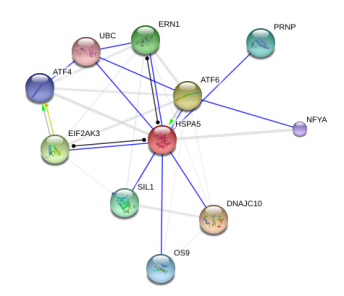 ERN1
PRNP
UBC
ATF4
ATF6
HSPA5
NFYA
EIF2AK3
SIL1
DNAJC10
OS9